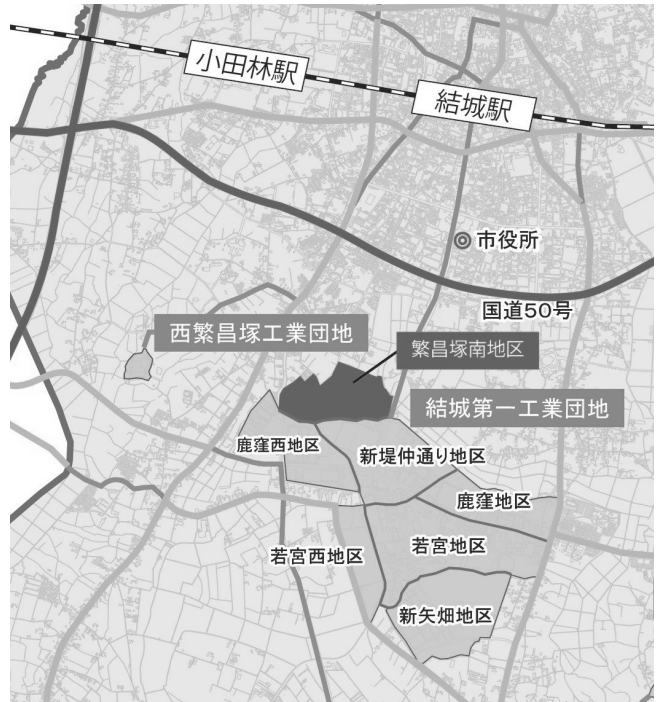 小田林駅
結城駅
市役所
国道50号
西繁昌塚工業団地
繁昌塚南地区
結城第一工業団地
鹿窪西地区
新堤仲通り地区
鹿窪地区
若宮西地区
若宮地区
新矢畑地区